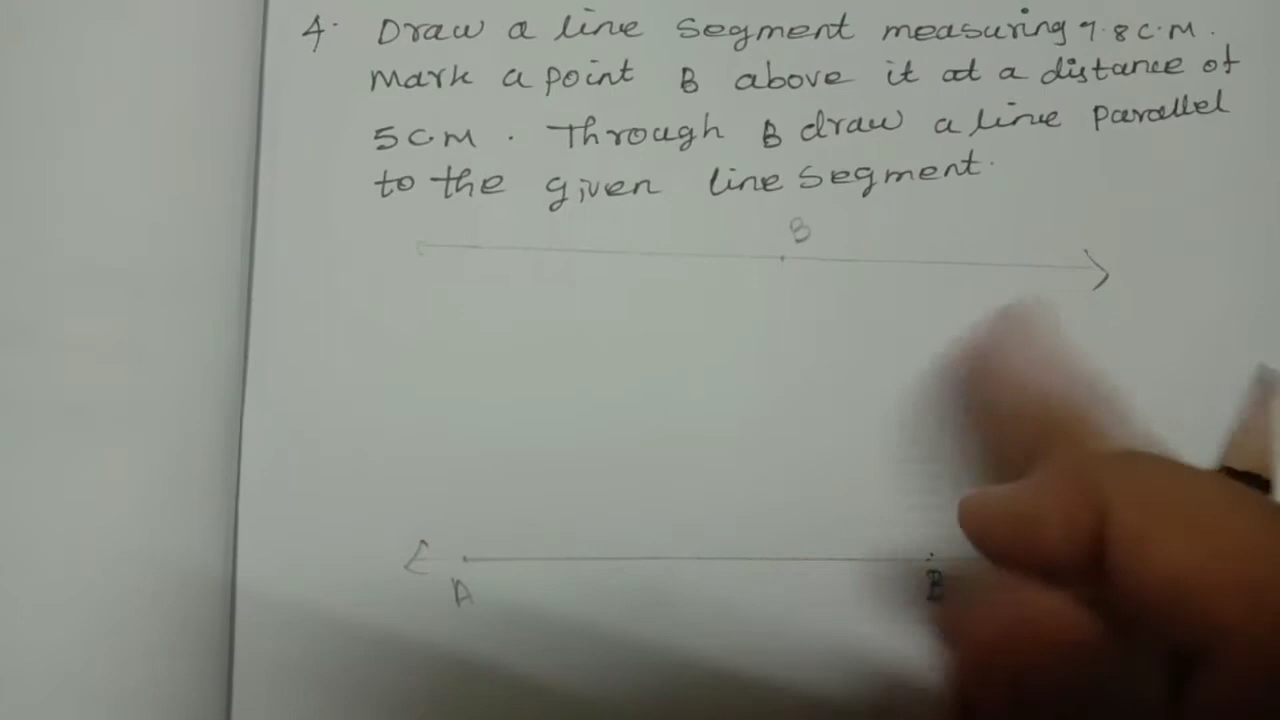 4. Draw a line segment measuring 7.8 C.M.
Mark a point B above it at a distance of
5 C.M. Through B draw a line parallel
to the given line segment.
B
A
B